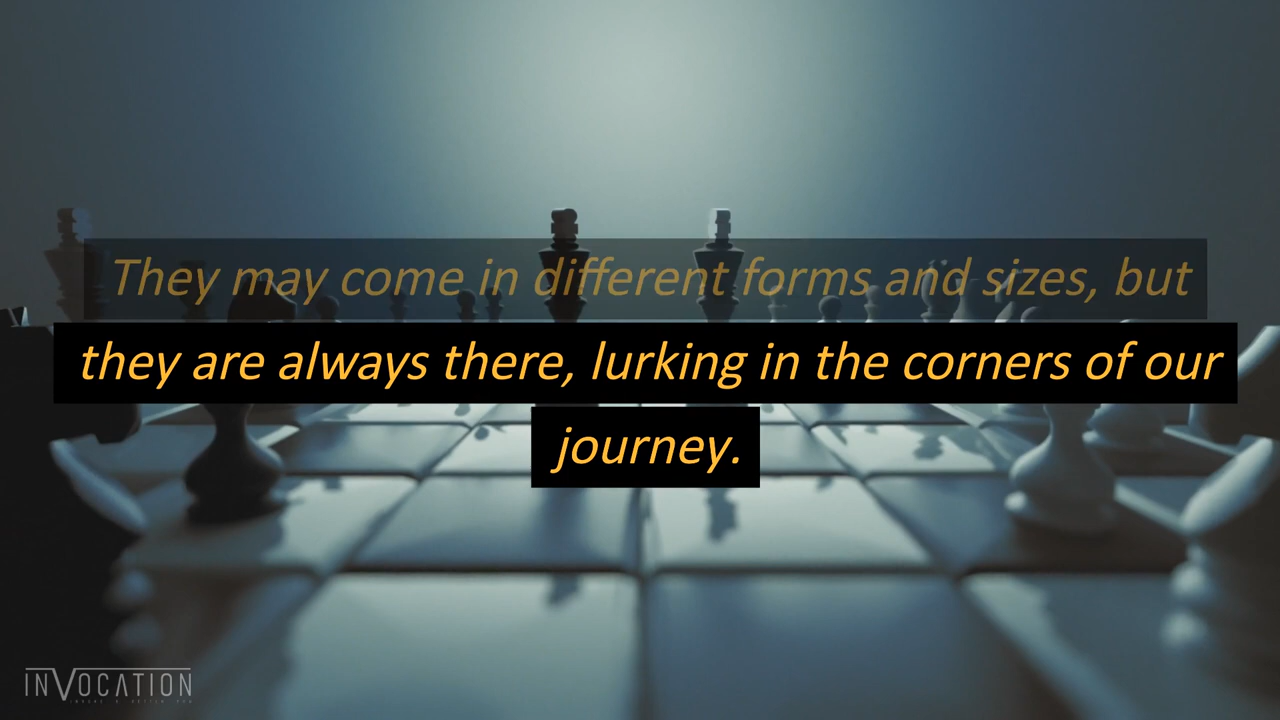 They may come in different forms and sizes, but
they are always there, lurking in the corners of our
journey.
INVOCATION